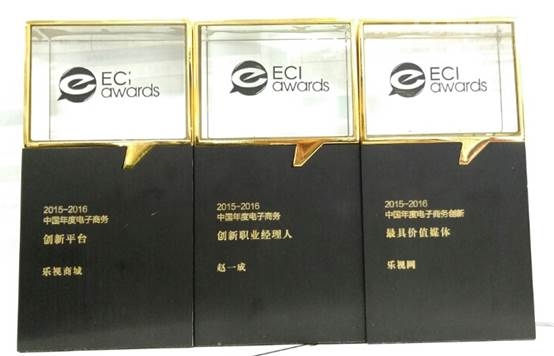 ECI
awards
2015-2016
中国年度电子商务
创新平台
乐视商城
ECI
awards
2015-2016
中国年度电子商务
创新职业经理人
赵一成
ECI
awards
2015-2016
中国年度电子商务创新
最具价值媒体
乐视网